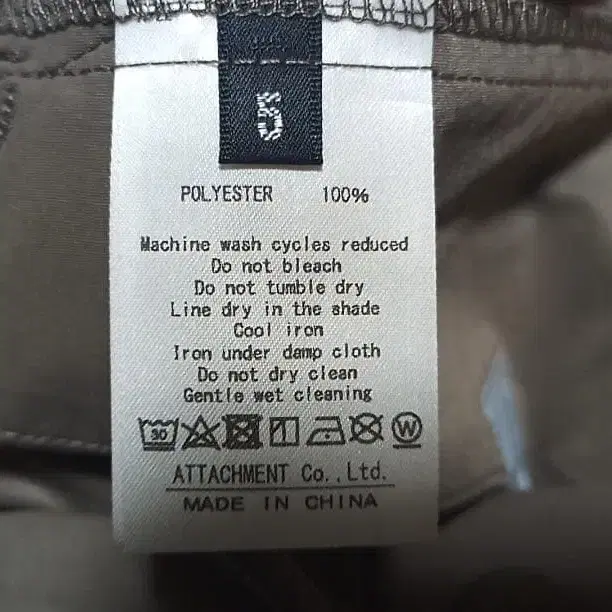 5
POLYESTER 100%
Machine wash cycles reduced
Do not bleach
Do not tumble dry
Line dry in the shade
Cool iron
Iron under damp cloth
Do not dry clean
Gentle wet cleaning
30 W
ATTACHMENT Co.,Ltd.
MADE IN CHINA